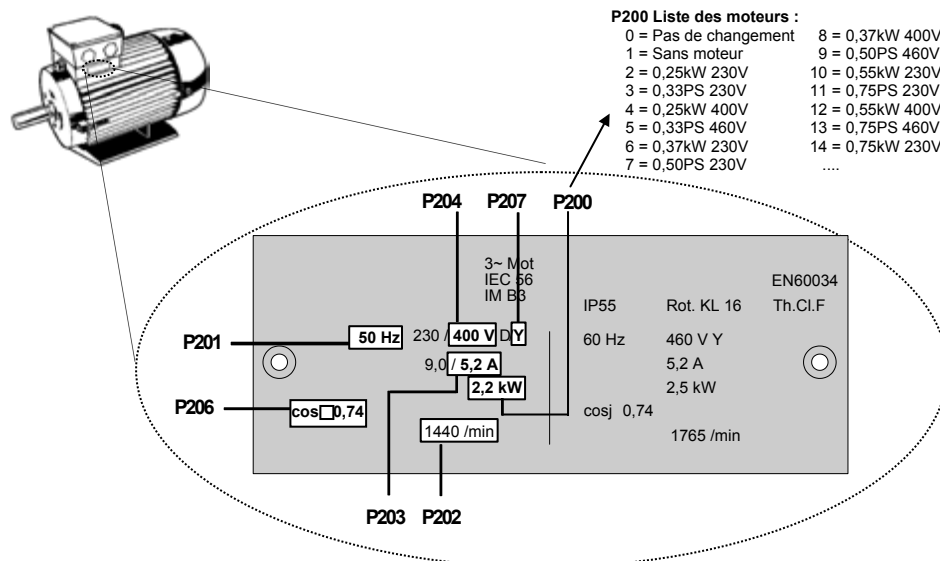 P200 Liste des moteurs :
0 = Pas de changement 8 = 0,37kW 400V
1 = Sans moteur 9 = 0,50PS 460V
2 = 0,25kW 230V 10 = 0,55kW 230V
3 = 0,33PS 230V 11 = 0,75PS 230V
4 = 0,25kW 400V 12 = 0,55kW 400V
5 = 0,33PS 460V 13 = 0,75PS 460V
6 = 0,37kW 230V 14 = 0,75kW 230V
7 = 0,50PS 230V ....
P204 P207 P200
3~ Mot
IEC 56
IM B3
EN60034
IP55 Rot. KL 16 Th.Cl.F
P201
50 Hz 230 / 400 V D Y 60 Hz 460 V Y
9,0 / 5,2 A 5,2 A
2,2 kW 2,5 kW
P206
cos□0,74 cosj 0,74
1440 /min 1765 /min
P203 P202